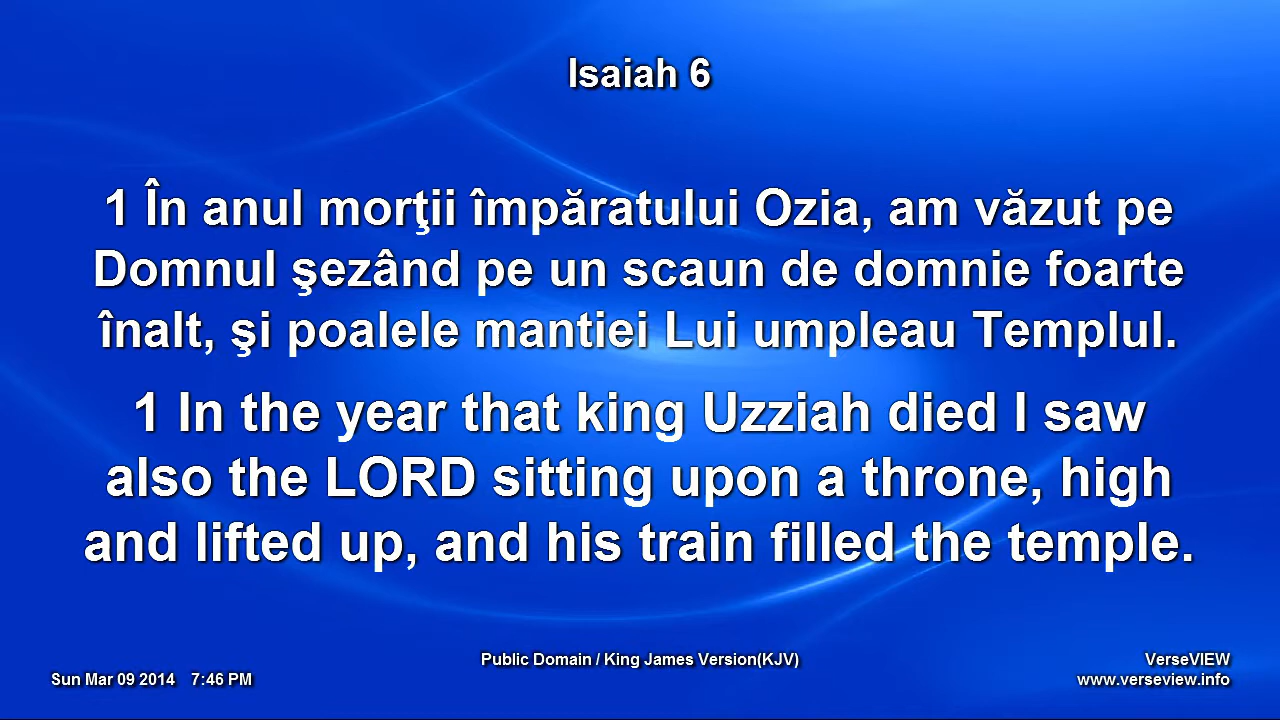 Isaiah 6
1 În anul morţii împăratului Ozia, am văzut pe
Domnul şezând pe un scaun de domnie foarte
înalt, şi poalele mantiei Lui umpleau Templul.
1 In the year that king Uzziah died I saw
also the LORD sitting upon a throne, high
and lifted up, and his train filled the temple.
Public Domain / King James Version(KJV)
VerseVIEW
Sun Mar 09 2014 7:46 PM
www.verseview.info